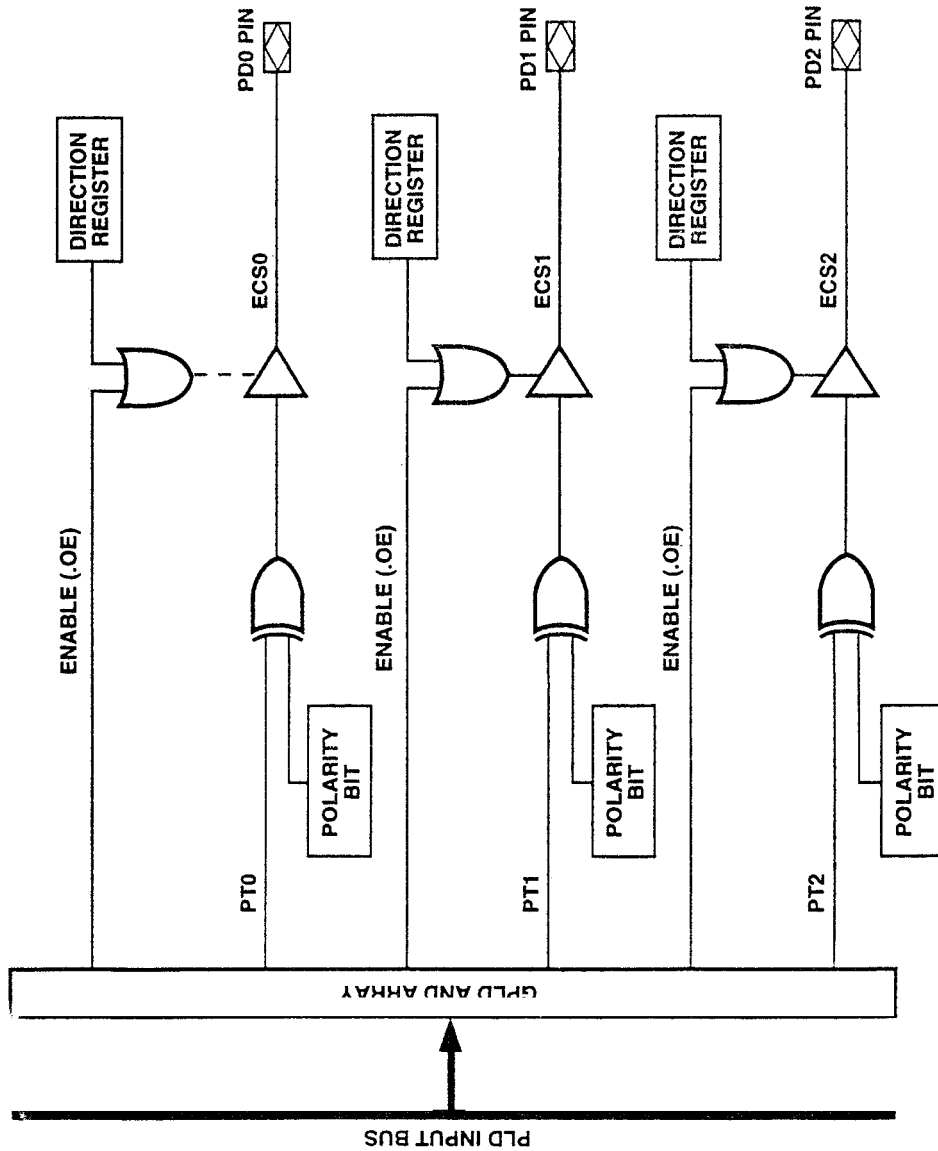 PLD INPUT BUS
GPLD AND ARRAY
ENABLE (.OE)
DIRECTION
REGISTER
PT0
POLARITY
BIT
ECS0
PD0 PIN
ENABLE (.OE)
DIRECTION
REGISTER
PT1
POLARITY
BIT
ECS1
PD1 PIN
ENABLE (.OE)
DIRECTION
REGISTER
PT2
POLARITY
BIT
ECS2
PD2 PIN